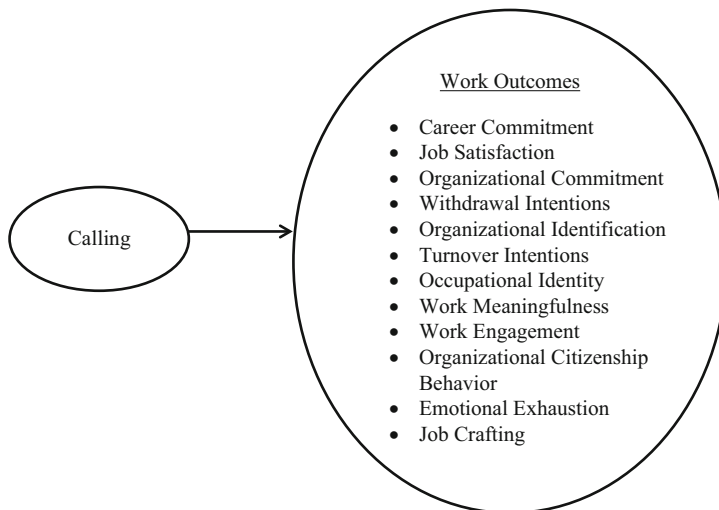 Calling
Work Outcomes
• Career Commitment
• Job Satisfaction
• Organizational Commitment
• Withdrawal Intentions
• Organizational Identification
• Turnover Intentions
• Occupational Identity
• Work Meaningfulness
• Work Engagement
• Organizational Citizenship
Behavior
• Emotional Exhaustion
• Job Crafting